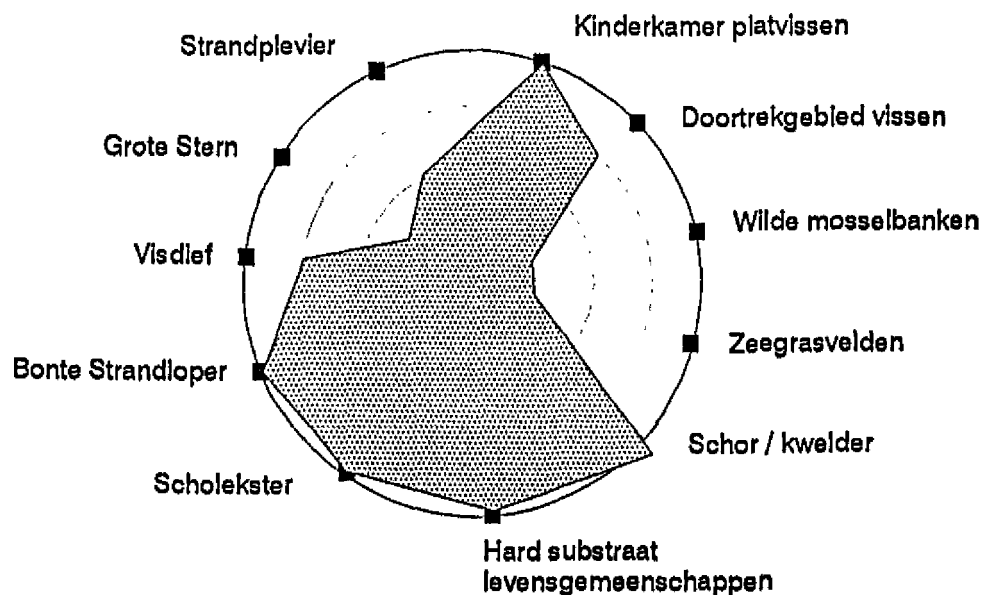 Kinderkamer platvissen
Strandplevier
Doortrekgebied vissen
Grote Stern
Wilde mosselbanken
Visdief
Zeegrasvelden
Bonte Strandloper
Schor / kwelder
Scholekster
Hard substraat
levensgemeenschappen